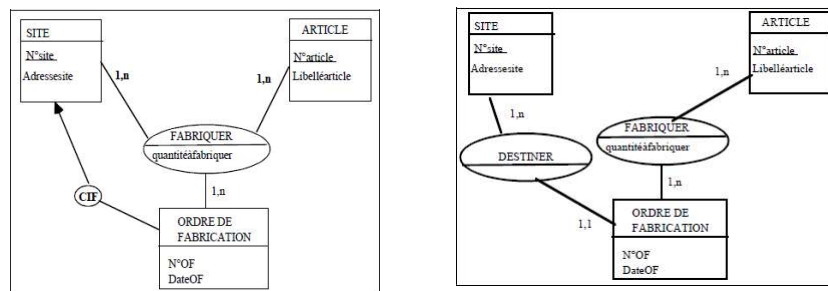 SITE
N°site
Adressesite
ARTICLE
N°article
Libelléarticle
1,n
1,n
FABRIQUER
quantitéàfabriquer
1,n
CIF
ORDRE DE
FABRICATION
N°OF
DateOF
SITE
N°site
Adressesite
ARTICLE
N°article
Libelléarticle
1,n
1,n
FABRIQUER
quantitéàfabriquer
DESTINER
1,n
1,1
ORDRE DE
FABRICATION
N°OF
DateOF